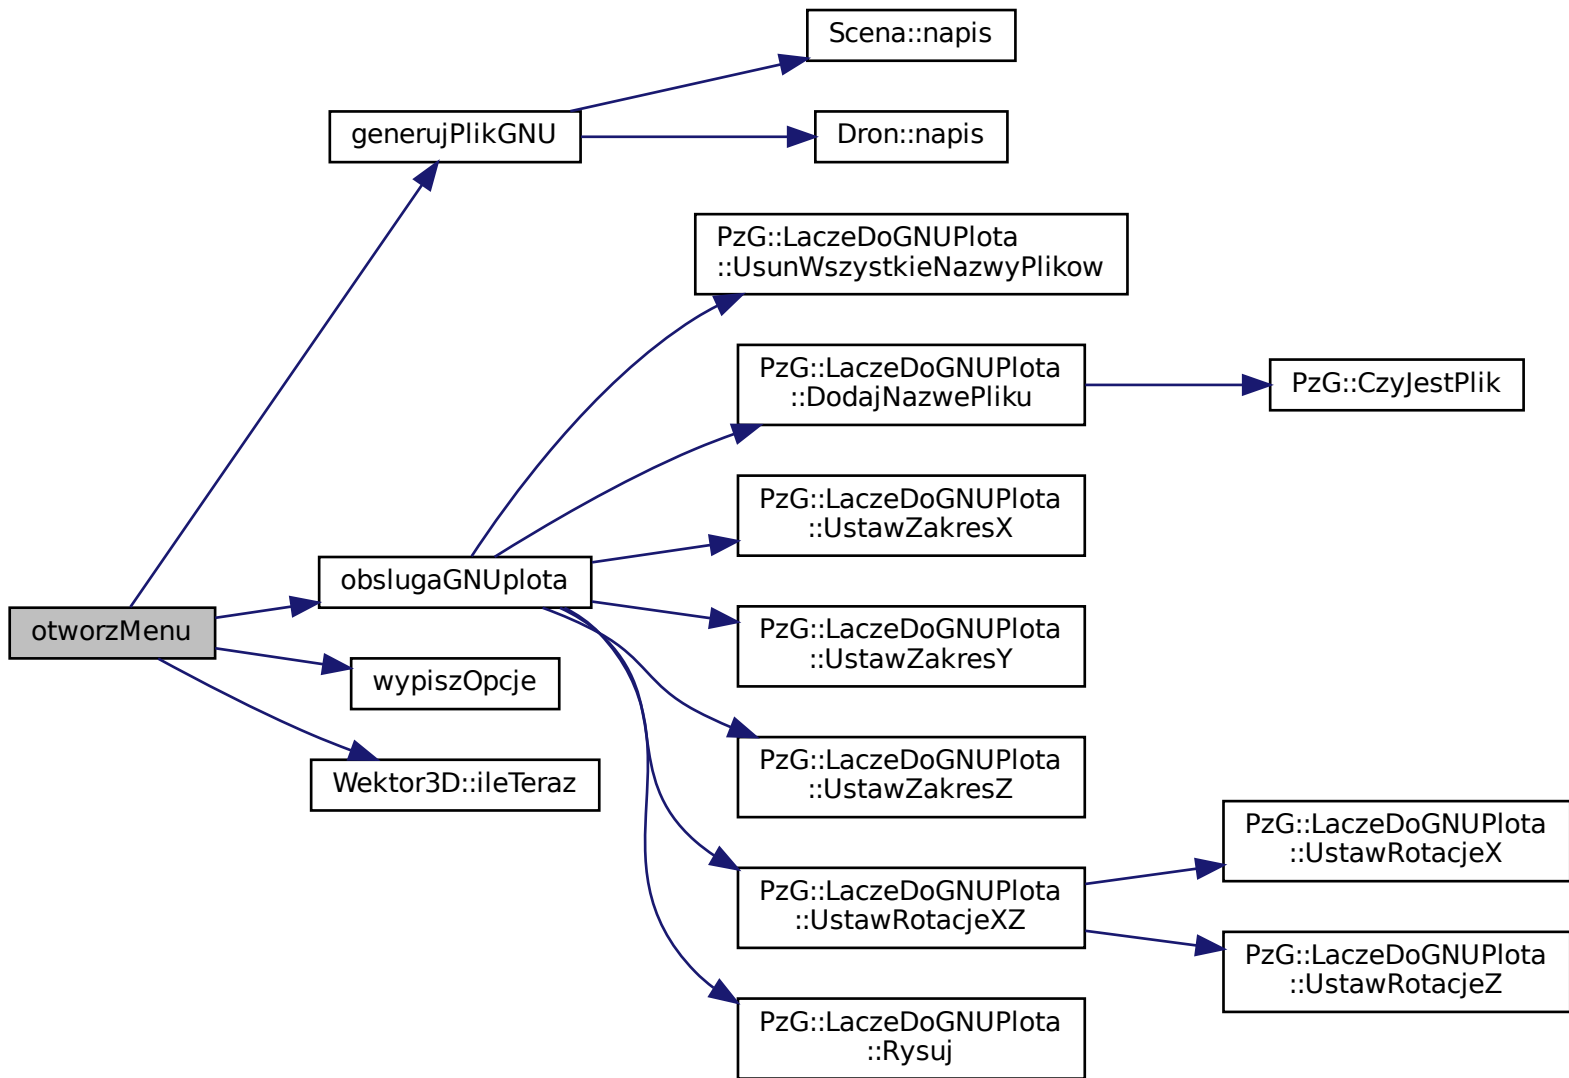 Scena::napis
generujPlikGNU
Dron::napis
PzG::LaczeDoGNUPlota
::UsunWszystkieNazwyPlikow
PzG::LaczeDoGNUPlota
::DodajNazwePliku
PzG::CzyJestPlik
PzG::LaczeDoGNUPlota
::UstawZakresX
obslugaGNUplota
otworzMenu
PzG::LaczeDoGNUPlota
::UstawZakresY
wypiszOpcje
Wektor3D::ileTeraz
PzG::LaczeDoGNUPlota
::UstawZakresZ
PzG::LaczeDoGNUPlota
::UstawRotacjeX
PzG::LaczeDoGNUPlota
::UstawRotacjeXZ
PzG::LaczeDoGNUPlota
::UstawRotacjeZ
PzG::LaczeDoGNUPlota
::Rysuj